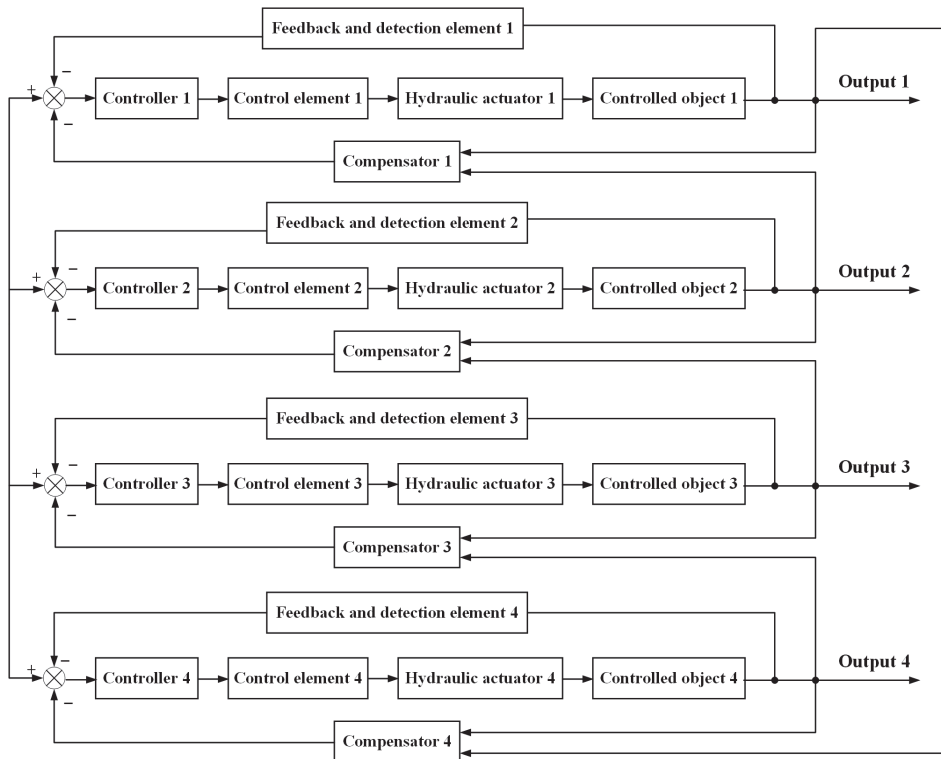 Feedback and detection element 1
−
+
Controller 1
Control element 1
Hydraulic actuator 1
Controlled object 1
Output 1
−
Compensator 1
Feedback and detection element 2
−
+
Controller 2
Control element 2
Hydraulic actuator 2
Controlled object 2
Output 2
−
Compensator 2
Feedback and detection element 3
−
+
Controller 3
Control element 3
Hydraulic actuator 3
Controlled object 3
Output 3
−
Compensator 3
Feedback and detection element 4
−
+
Controller 4
Control element 4
Hydraulic actuator 4
Controlled object 4
Output 4
−
Compensator 4